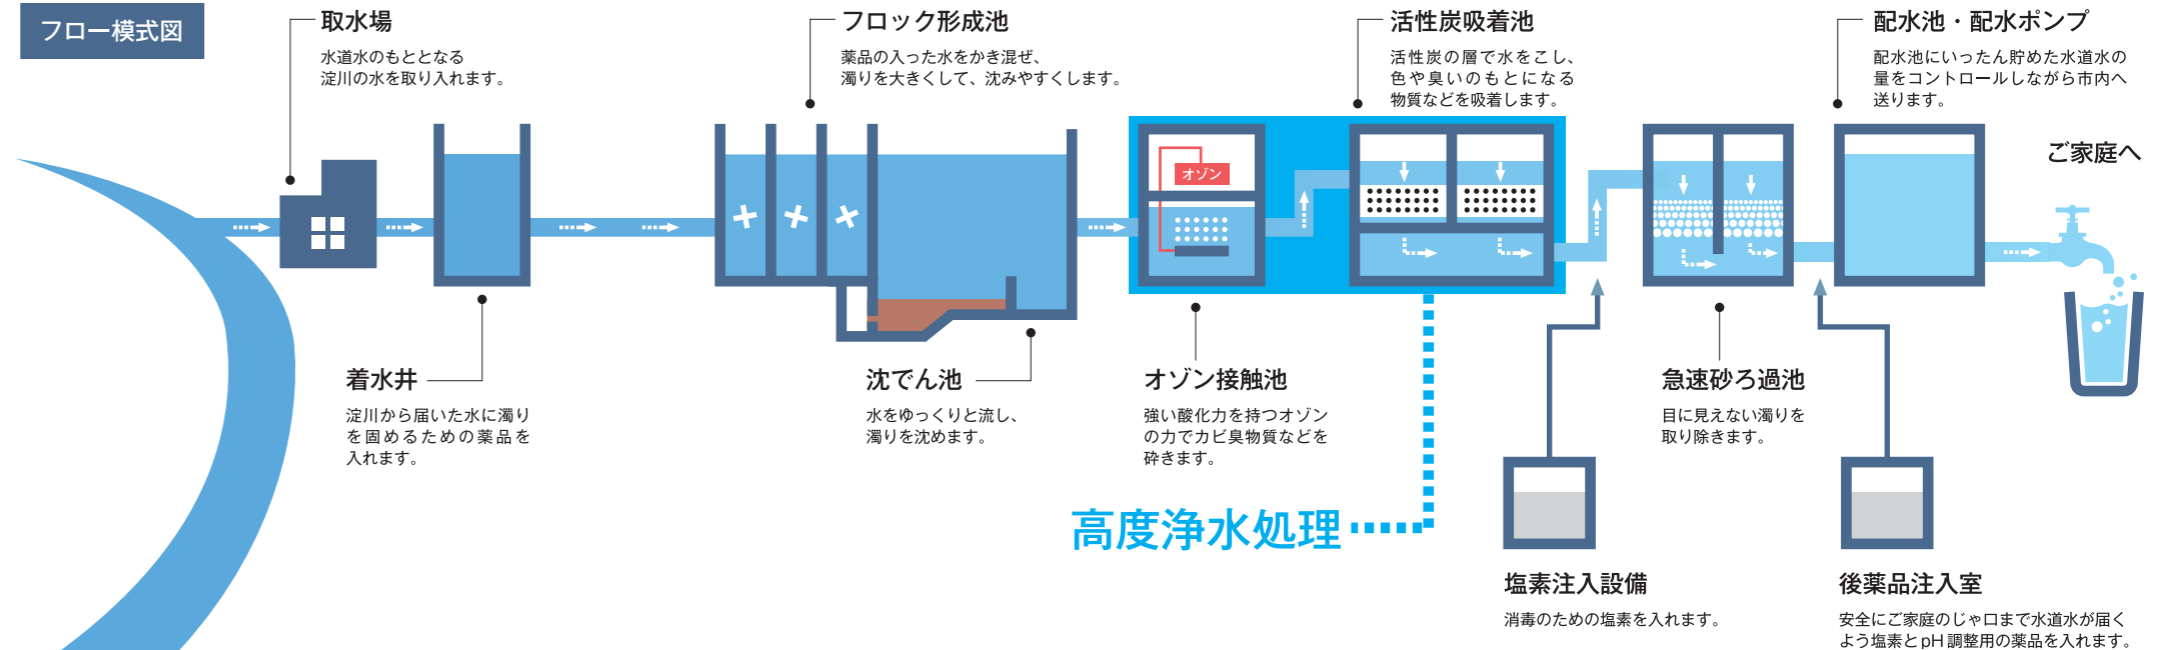 フロー模式図
取水場
水道水のもととなる
淀川の水を取り入れます。
フロック形成池
薬品の入った水をかき混ぜ、
濁りを大きくして、沈みやすくします。
活性炭吸着池
活性炭の層で水をこし、
色や臭いのもとになる
物質などを吸着します。
配水池・配水ポンプ
配水池にいったん貯めた水道水の
量をコントロールしながら市内へ
送ります。
ご家庭へ
オゾン
着水井
淀川から届いた水に濁り
を固めるための薬品を
入れます。
沈でん池
水をゆっくりと流し、
濁りを沈めます。
オゾン接触池
強い酸化力を持つオゾン
の力でカビ臭物質などを
砕きます。
急速砂ろ過池
目に見えない濁りを
取り除きます。
高度浄水処理
塩素注入設備
消毒のための塩素を入れます。
後薬品注入室
安全にご家庭のじゃ口まで水道水が届く
よう塩素とpH調整用の薬品を入れます。